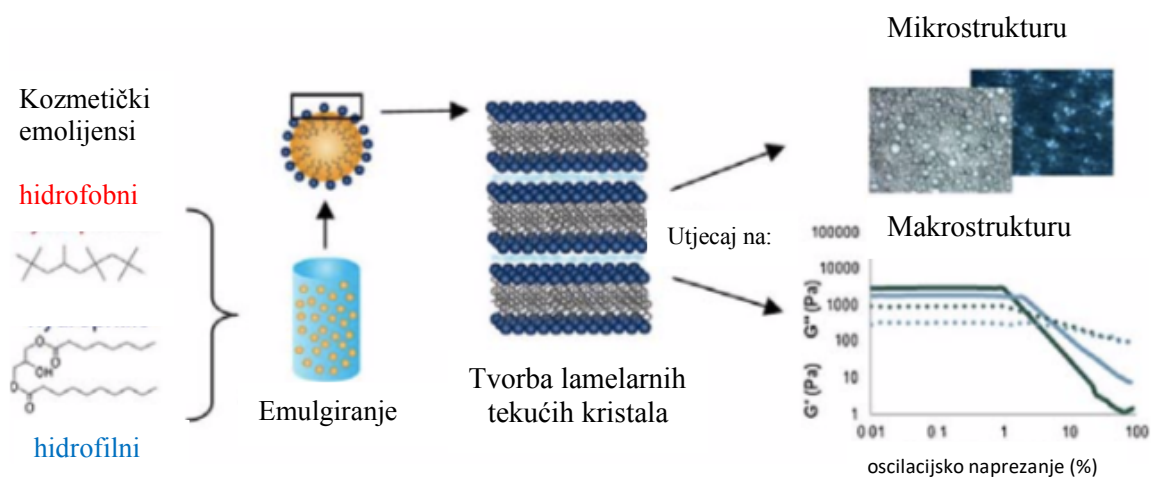 Kozmetički
emolijensi
hidrofobni
OH
O
O
O
O
hidrofilni
Emulgiranje
Tvorba lamelarnih
tekućih kristala
Utjecaj na:
Mikrostrukturu
Makrostrukturu
G' (Pa) G'' (Pa)
100000
10000
1000
100
10
1
0 01 0 1 1 10 100
oscilacijsko naprezanje (%)